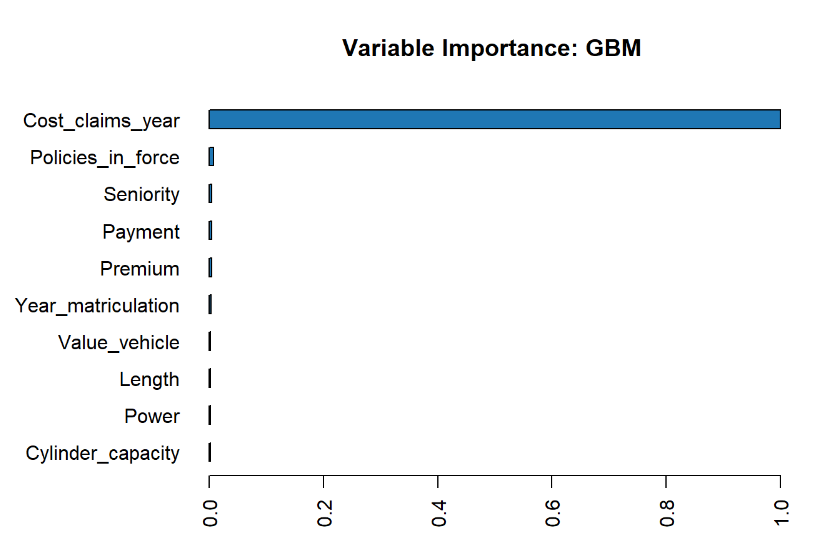 Variable Importance: GBM
Cost_claims_year
Policies_in_force
Seniority
Payment
Premium
Year_matriculation
Value_vehicle
Length
Power
Cylinder_capacity
0.0
0.2
0.4
0.6
0.8
1.0